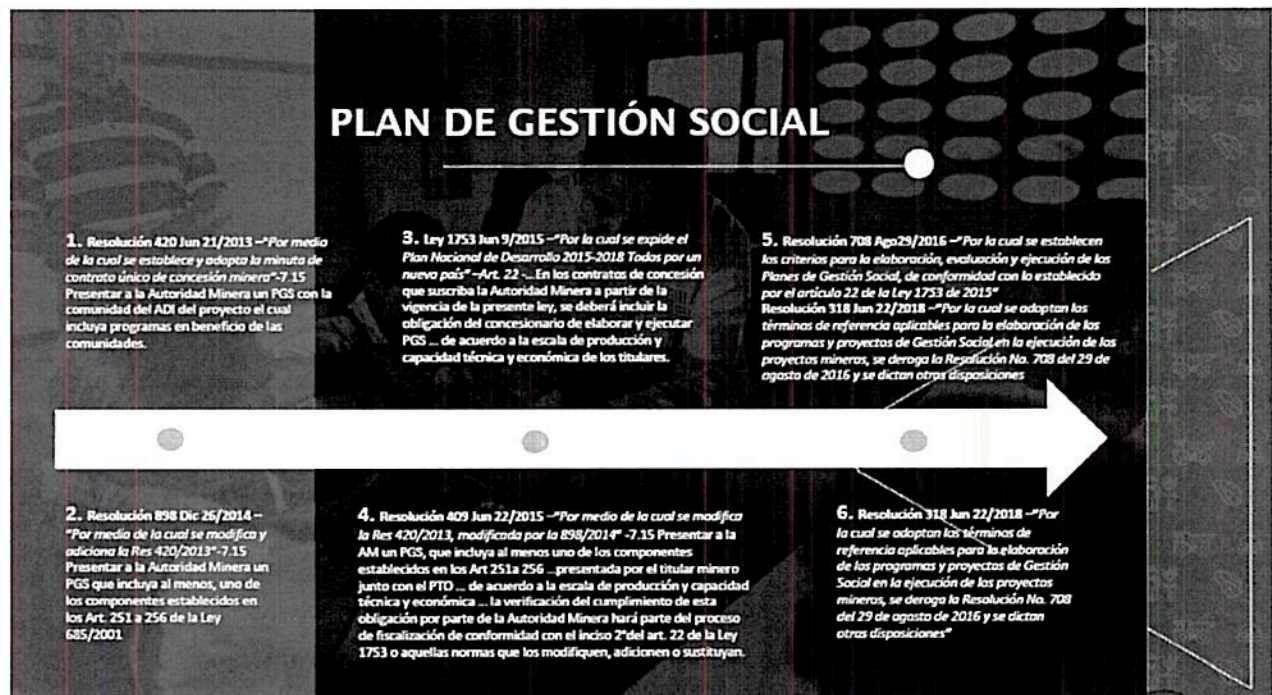 PLAN DE GESTIÓN SOCIAL
1. Resolución 420 Jun 21/2013 –"Por medio
de la cual se establece y adopta la minuta de
contrato único de concesión minera"-7.15
Presentar a la Autoridad Minera un PGS con la
comunidad del ADI del proyecto el cual
incluya programas en beneficio de las
comunidades.
3. Ley 1753 Jun 9/2015 –"Por la cual se expide el
Plan Nacional de Desarrollo 2015-2018 Todos por un
nuevo país" –Art. 22 -... En los contratos de concesión
que suscriba la Autoridad Minera a partir de la
vigencia de la presente ley, se deberá incluir la
obligación del concesionario de elaborar y ejecutar
PGS ... de acuerdo a la escala de producción y
capacidad técnica y económica de los titulares.
5. Resolución 708 Ago29/2016 –"Por la cual se establecen
los criterios para la elaboración, evaluación y ejecución de los
Planes de Gestión Social, de conformidad con lo establecido
por el artículo 22 de la Ley 1753 de 2015"
Resolución 318 Jun 22/2018 –"Por la cual se adoptan los
términos de referencia aplicables para la elaboración de los
programas y proyectos de Gestión Social en la ejecución de los
proyectos mineros, se deroga la Resolución No. 708 del 29 de
agosto de 2016 y se dictan otras disposiciones
2. Resolución 898 Dic 26/2014 –
"Por medio de la cual se modifica y
adiciona la Res 420/2013"-7.15
Presentar a la Autoridad Minera un
PGS que incluya al menos, uno de
los componentes establecidos en
los Art. 251 a 256 de la Ley
685/2001
4. Resolución 409 Jun 22/2015 –"Por medio de la cual se modifica
la Res 420/2013, modificada por la 898/2014" -7.15 Presentar a la
AM un PGS, que incluya al menos uno de los componentes
establecidos en los Art 251a 256 ...presentada por el titular minero
junto con el PTO ... de acuerdo a la escala de producción y capacidad
técnica y económica ... la verificación del cumplimiento de esta
obligación por parte de la Autoridad Minera hará parte del proceso
de fiscalización de conformidad con el inciso 2°del art. 22 de la Ley
1753 o aquellas normas que los modifiquen, adicionen o sustituyan.
6. Resolución 318 Jun 22/2018 –"Por
la cual se adoptan los términos de
referencia aplicables para la elaboración
de los programas y proyectos de Gestión
Social en la ejecución de los proyectos
mineros, se deroga la Resolución No. 708
del 29 de agosto de 2016 y se dictan
otras disposiciones"